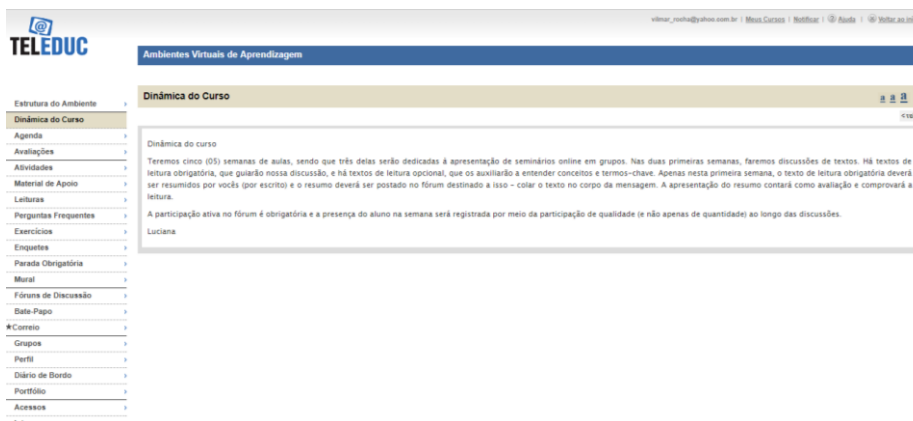 vilmar_rosha@yahoo.com.br | Meus Cursos | Notificar | Ajuda | Voltar ao iní
TELEDUC
Ambientes Virtuais de Aprendizagem
Estrutura do Ambiente
Dinâmica do Curso
Agenda
Avaliações
Atividades
Material de Apoio
Leituras
Perguntas Frequentes
Exercícios
Enquetes
Parada Obrigatória
Mural
Fóruns de Discussão
Bate-Papo
★Correio
Grupos
Perfil
Diário de Bordo
Portfólio
Acessos
Dinâmica do Curso
a a a
Dinâmica do curso
Teremos cinco (05) semanas de aulas, sendo que três delas serão dedicadas à apresentação de seminários online em grupos. Nas duas primeiras semanas, faremos discussões de textos. Há textos de
leitura obrigatória, que guiarão nossa discussão, e há textos de leitura opcional, que os auxiliarão a entender conceitos e termos-chave. Apenas nesta primeira semana, o texto de leitura obrigatória deverá
ser resumidos por vocês (por escrito) e o resumo deverá ser postado no fórum destinado a isso - colar o texto no corpo da mensagem. A apresentação do resumo contará como avaliação e comprovará a
leitura.
A participação ativa no fórum é obrigatória e a presença do aluno na semana será registrada por meio da participação de qualidade (e não apenas de quantidade) ao longo das discussões.
Luciana